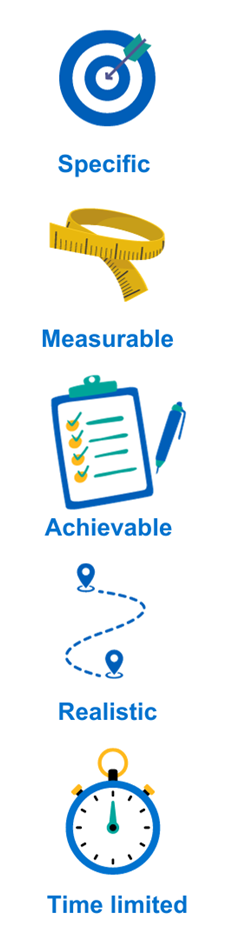 Specific
Measurable
Achievable
Realistic
Time limited